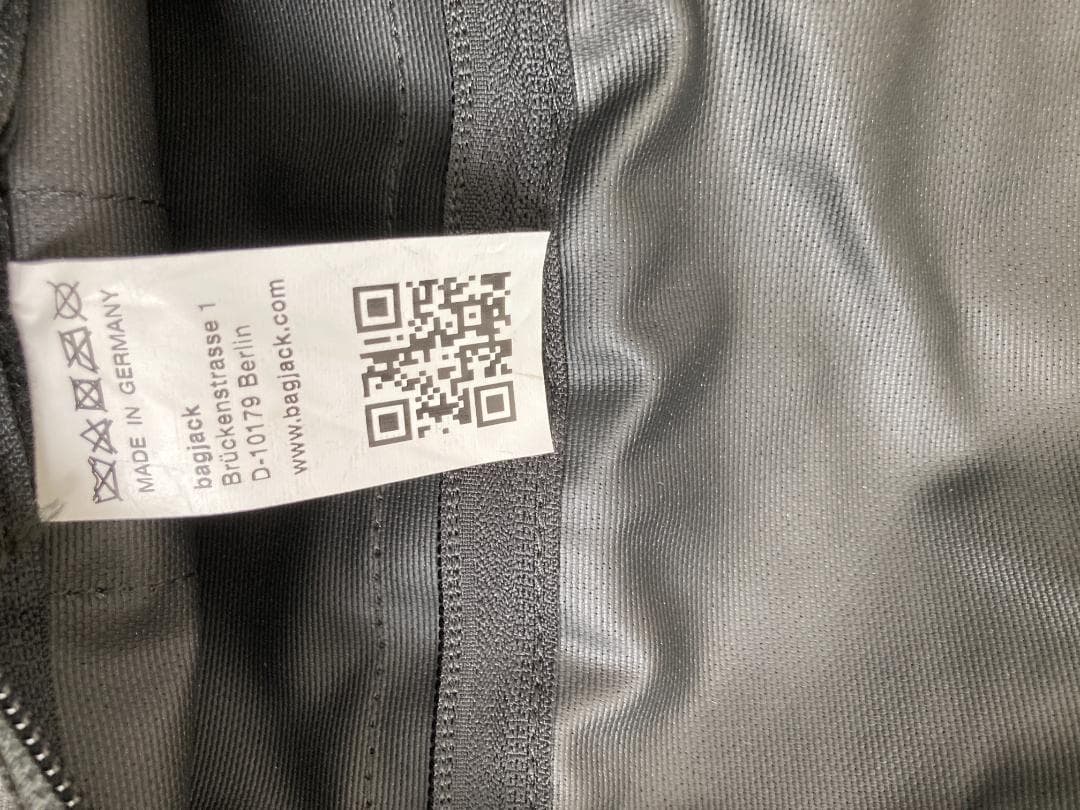 MADE IN GERMANY
bagjack
Brückenstrasse 1
D-10179 Berlin
www.bagjack.com